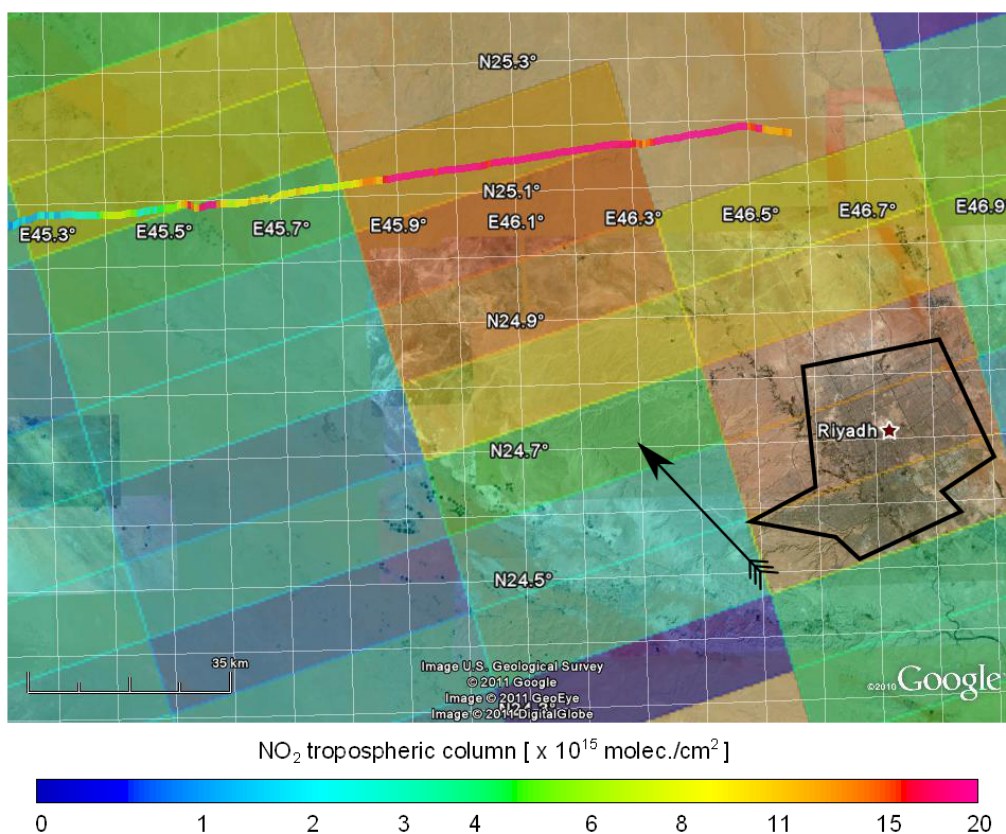 N25.3°
N25.1°
E45.3° E45.5° E45.7° E45.9° E46.1° E46.3° E46.5° E46.7° E46.9
N24.9°
Riyadh
N24.7°
N24.5°
35 km
Image U.S. Geological Survey
© 2011 Google
Image © 2011 GeoEye
N24.3°
Image © 2011 DigitalGlobe
©2010 Google
NO₂ tropospheric column [ x 10¹⁵ molec./cm² ]
0 1 2 3 4 6 8 11 15 20